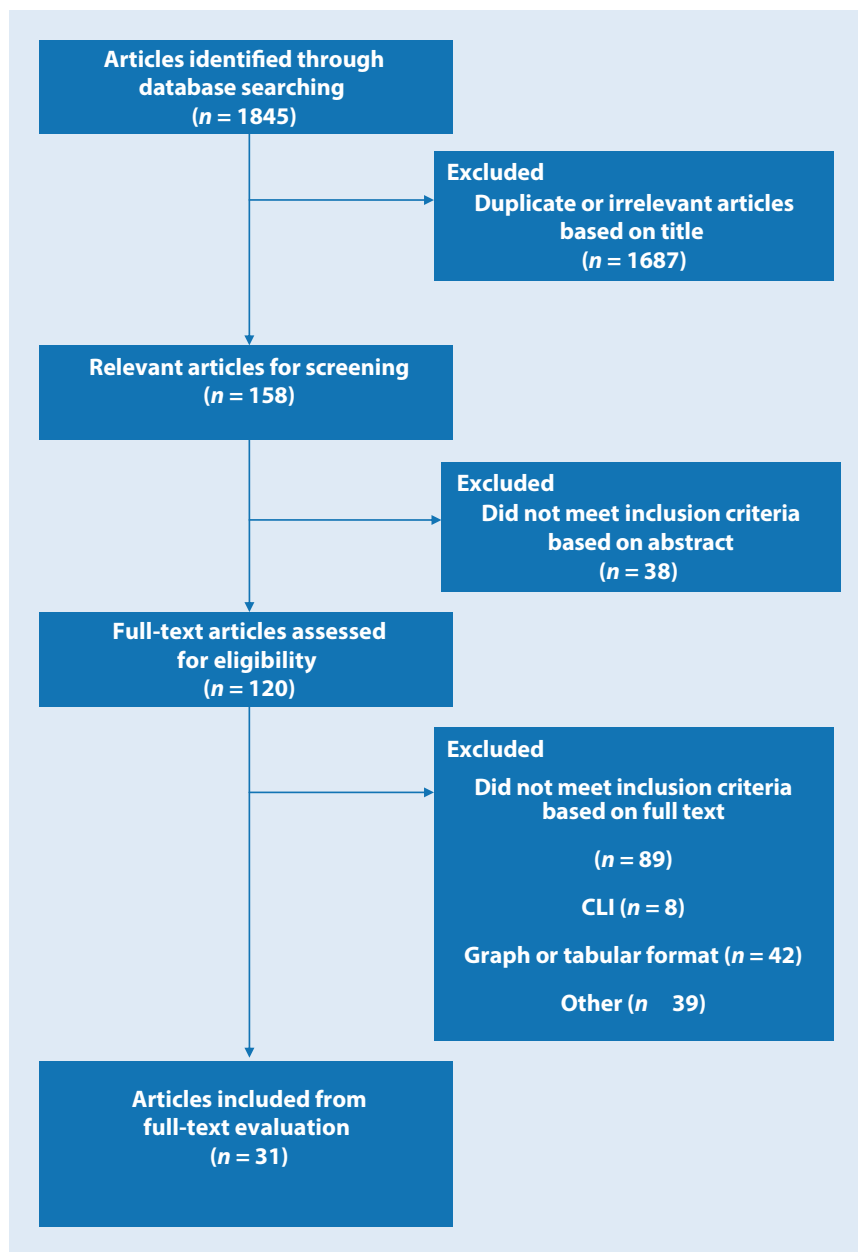 Articles identified through
database searching
(n = 1845)
Excluded
Duplicate or irrelevant articles
based on title
(n = 1687)
Relevant articles for screening
(n = 158)
Excluded
Did not meet inclusion criteria
based on abstract
(n = 38)
Full-text articles assessed
for eligibility
(n = 120)
Excluded
Did not meet inclusion criteria
based on full text
(n = 89)
CLI (n = 8)
Graph or tabular format (n = 42)
Other (n 39)
Articles included from
full-text evaluation
(n = 31)